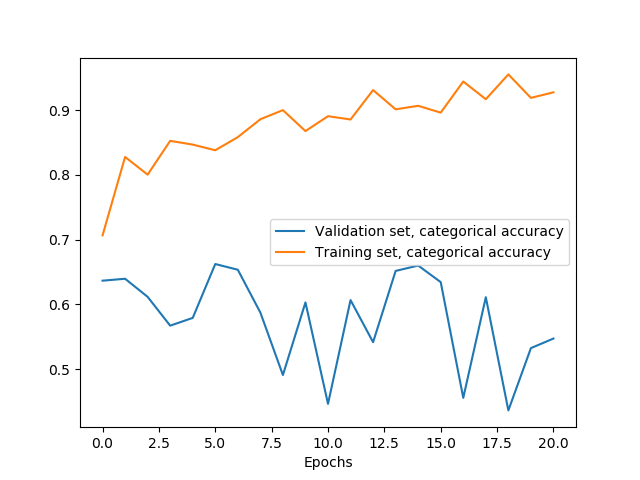 0.9
0.8
0.7
0.6
0.5
Validation set, categorical accuracy
Training set, categorical accuracy
0.0 2.5 5.0 7.5 10.0 12.5 15.0 17.5 20.0
Epochs